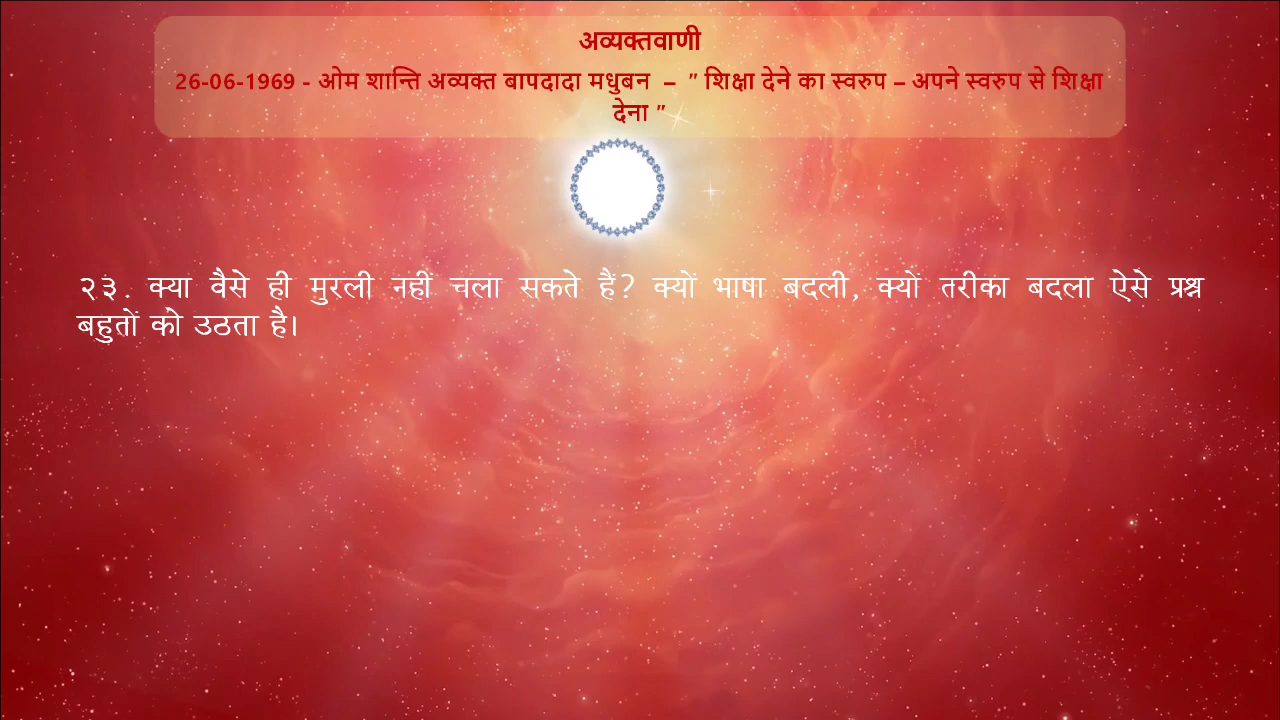 अव्यक्तवाणी
26-06-1969 - ओम शान्ति अव्यक्त बापदादा मधुबन – " शिक्षा देने का स्वरुप – अपने स्वरुप से शिक्षा
देना "
२३. क्या वैसे ही मुरली नहीं चला सकते हैं? क्यों भाषा बदली, क्यों तरीका बदला ऐसे प्रश्न
बहुतों को उठता है।